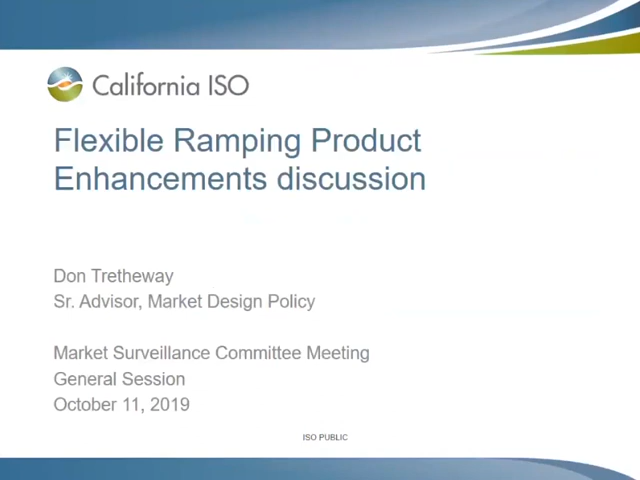 California ISO
Flexible Ramping Product
Enhancements discussion
Don Tretheway
Sr. Advisor, Market Design Policy
Market Surveillance Committee Meeting
General Session
October 11, 2019
ISO PUBLIC